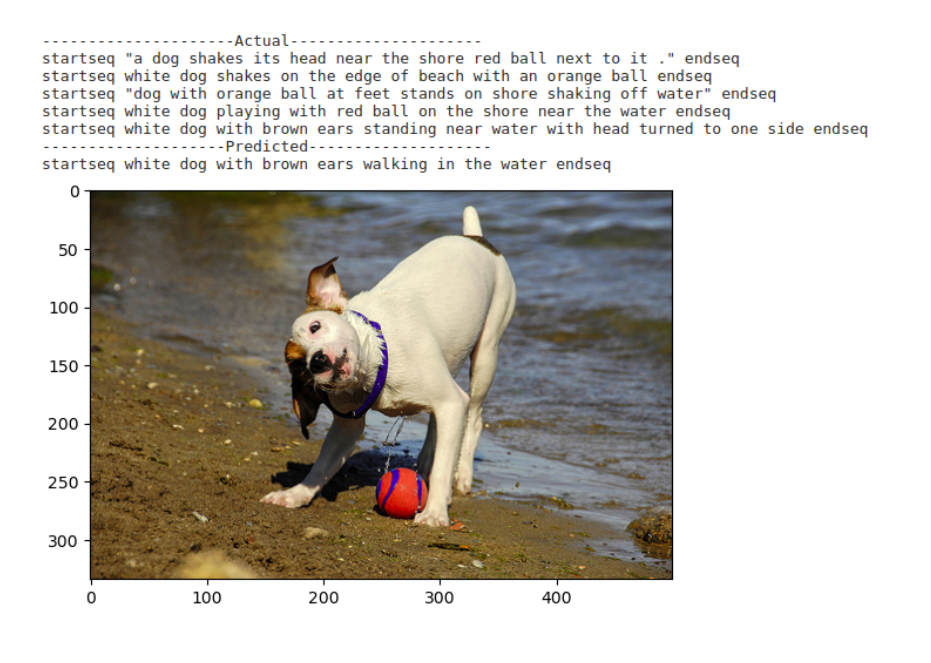 ---------------------Actual---------------------
startseq "a dog shakes its head near the shore red ball next to it ." endseq
startseq white dog shakes on the edge of beach with an orange ball endseq
startseq "dog with orange ball at feet stands on shore shaking off water" endseq
startseq white dog playing with red ball on the shore near the water endseq
startseq white dog with brown ears standing near water with head turned to one side endseq
--------------------Predicted--------------------
startseq white dog with brown ears walking in the water endseq
0
50
100
150
200
250
300
0 100 200 300 400